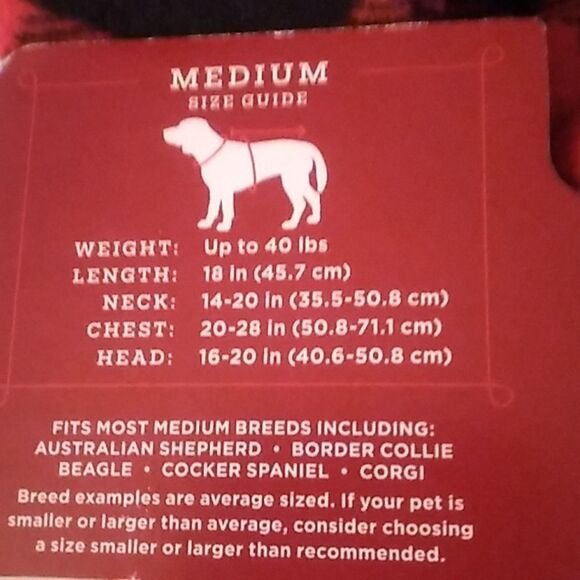 MEDIUM
SIZE GUIDE
WEIGHT: Up to 40 lbs
LENGTH: 18 in (45.7 cm)
NECK: 14-20 in (35.5-50.8 cm)
CHEST: 20-28 in (50.8-71.1 cm)
HEAD: 16-20 in (40.6-50.8 cm)
FITS MOST MEDIUM BREEDS INCLUDING:
AUSTRALIAN SHEPHERD • BORDER COLLIE
BEAGLE • COCKER SPANIEL • CORGI
Breed examples are average sized. If your pet is
smaller or larger than average, consider choosing
a size smaller or larger than recommended.